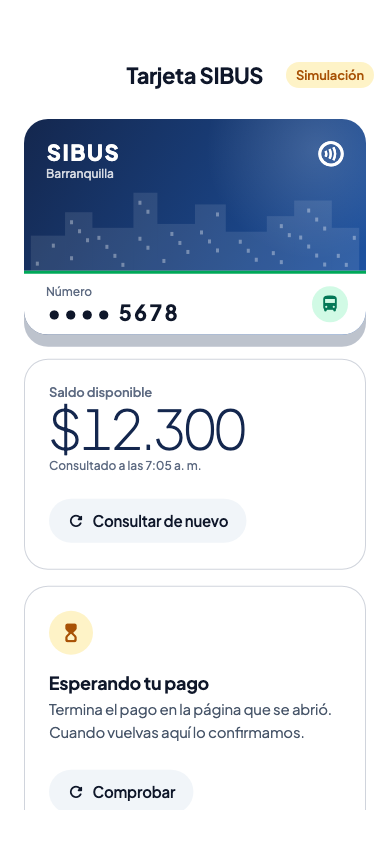 Tarjeta SIBUS
Simulación
SIBUS
Barranquilla
Número
•••• 5678
Saldo disponible
$12.300
Consultado a las 7:05 a. m.
Consultar de nuevo
Esperando tu pago
Termina el pago en la página que se abrió.
Cuando vuelvas aquí lo confirmamos.
Comprobar